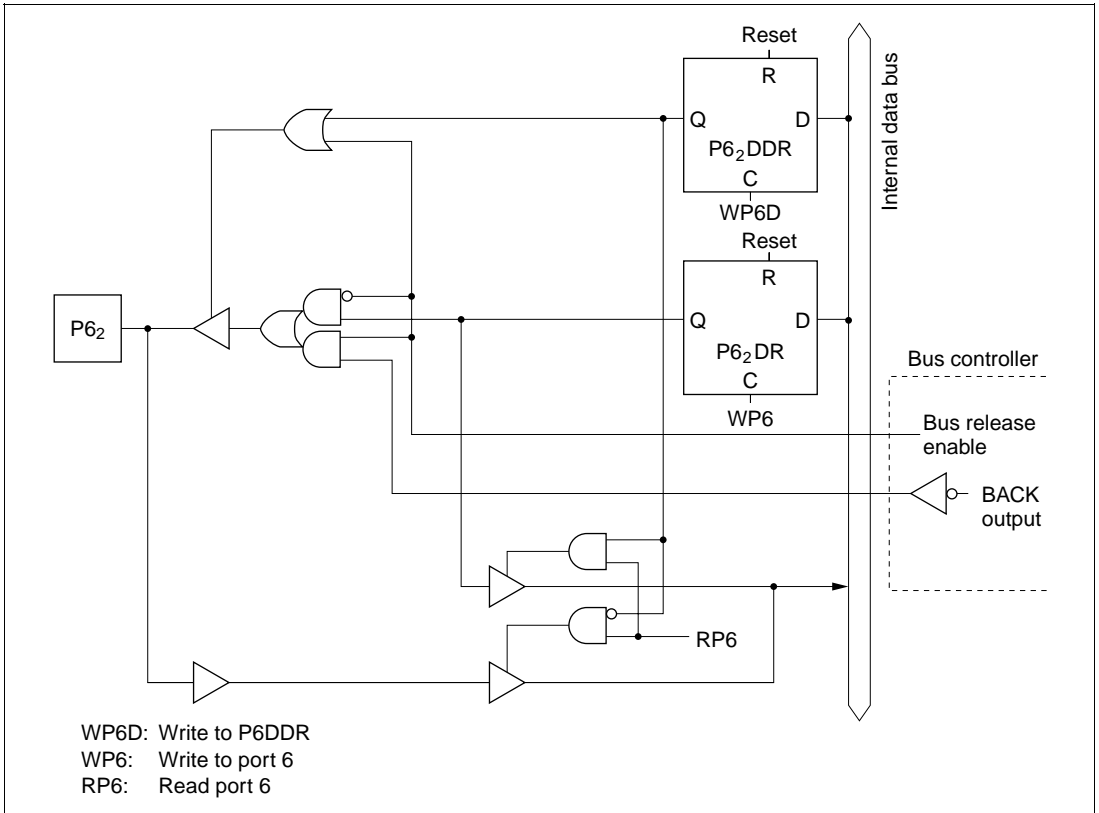 Reset
R
Q
D
P6₂DDR
C
WP6D
Internal data bus
Reset
R
P6₂
Q
D
P6₂DR
C
WP6
Bus controller
Bus release
enable
BACK
output
RP6
WP6D: Write to P6DDR
WP6: Write to port 6
RP6: Read port 6